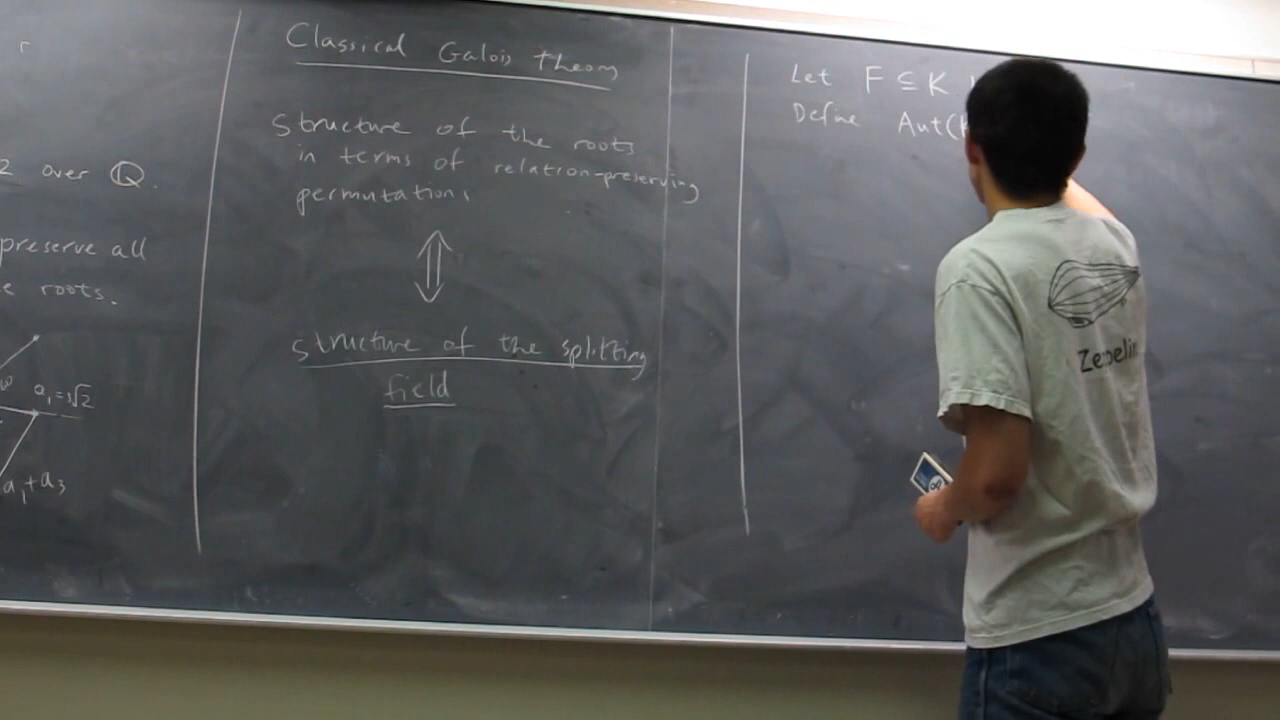 r
2 over Q.
preserve all
e roots.
a₁=∛2
a₁+a₃
Classical Galois theory
structure of the roots
in terms of relation-preserving
permutations
⇕
structure of the splitting
field
Let F ⊆ K
Define Aut(K
Zeppelin